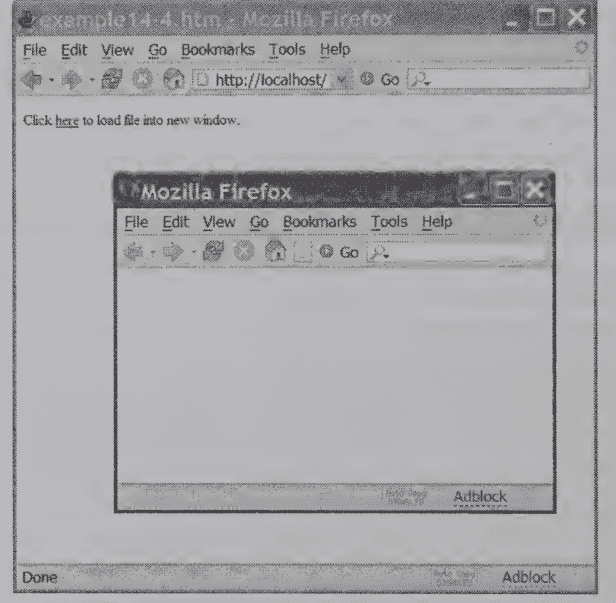 example14-4.htm - Mozilla Firefox
File Edit View Go Bookmarks Tools Help
http://localhost/ Go
Click here to load file into new window.
Mozilla Firefox
File Edit View Go Bookmarks Tools Help
Go
Adblock
Done Adblock